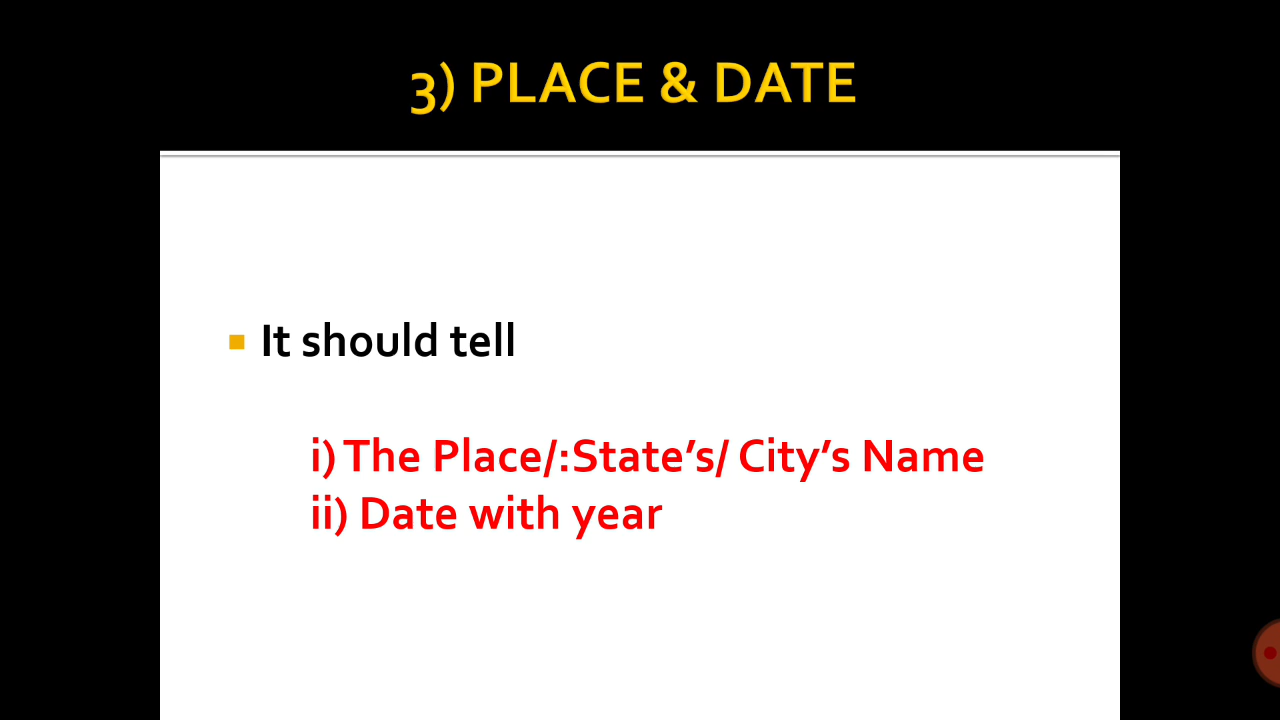 3) PLACE & DATE
It should tell
i) The Place/:State’s/ City’s Name
ii) Date with year